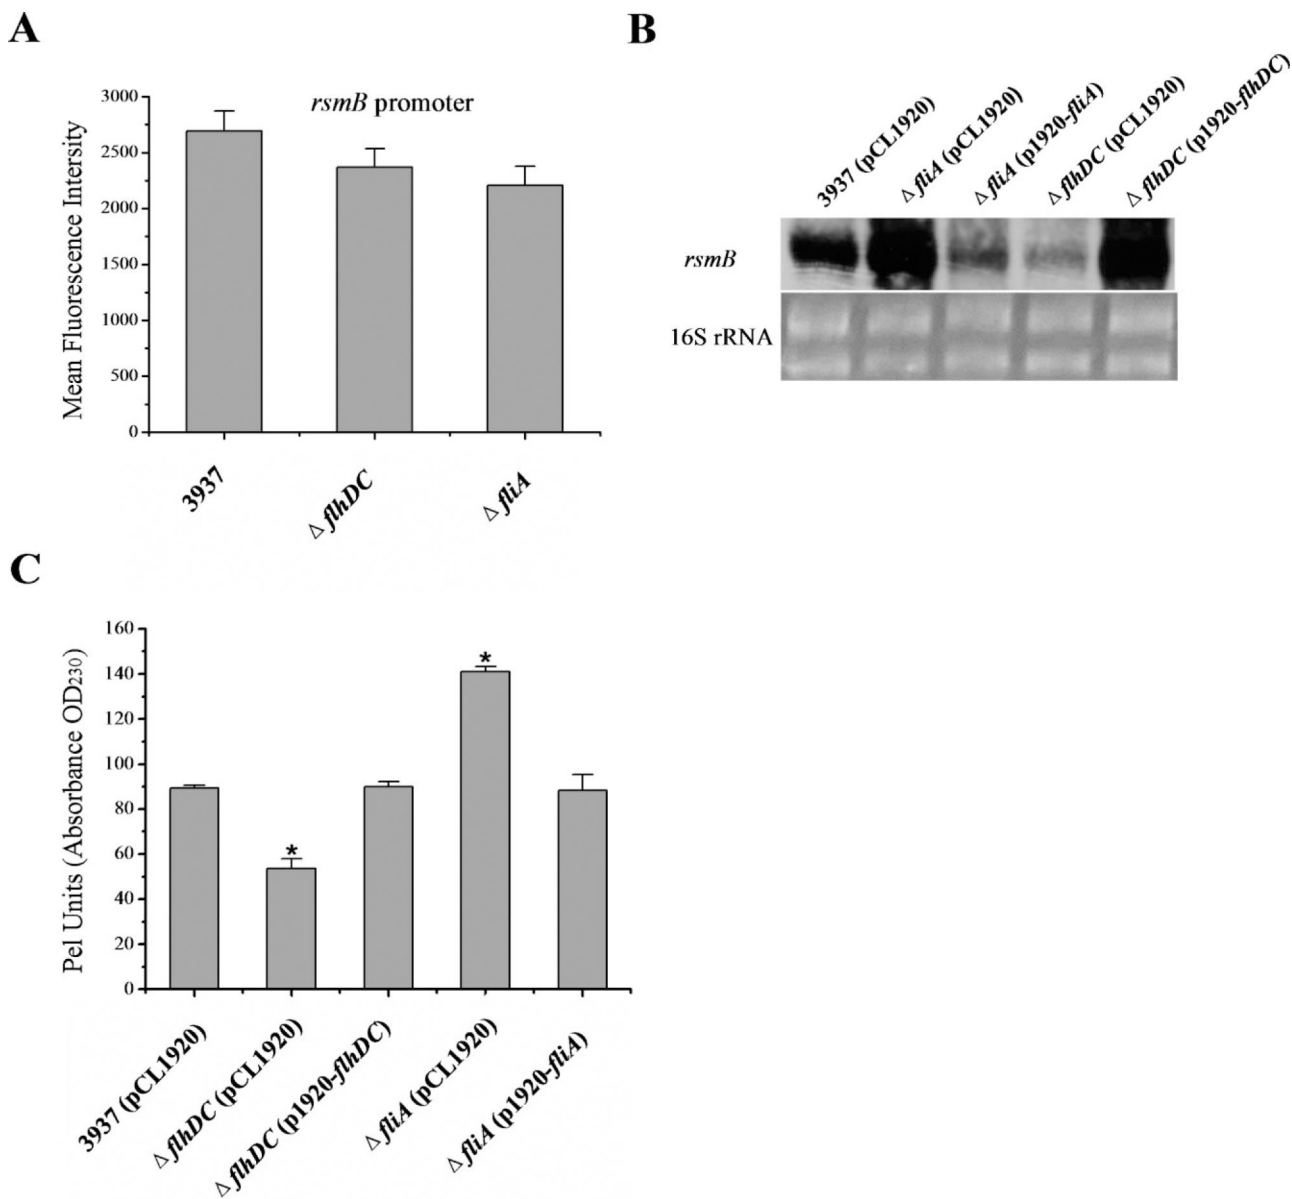 A
rsmB promoter
Mean Fluorescence Intersity
3000
2500
2000
1500
1000
500
0
3937
△flhDC
△fliA
B
3937 (pCL1920)
△fliA (pCL1920)
△fliA (p1920-fliA)
△flhDC (pCL1920)
△flhDC (p1920-flhDC)
rsmB
16S rRNA
C
Pel Units (Absorbance OD230)
160
140
120
100
80
60
40
20
0
*
*
3937 (pCL1920)
△flhDC (pCL1920)
△flhDC (p1920-flhDC)
△fliA (pCL1920)
△fliA (p1920-fliA)